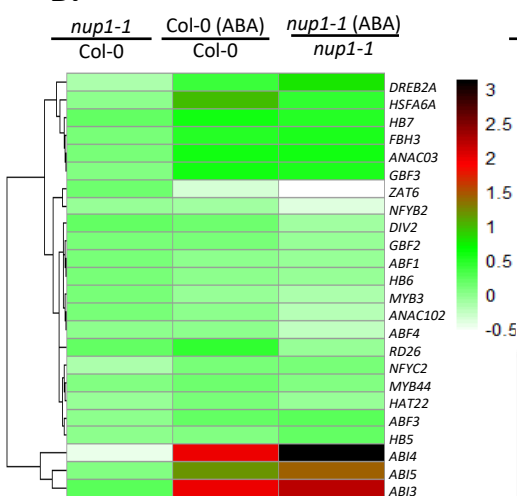 nup1-1 Col-0 (ABA) nup1-1 (ABA)
Col-0 Col-0 nup1-1
DREB2A
HSFA6A
HB7
FBH3
ANAC03
GBF3
ZAT6
NFYB2
DIV2
GBF2
ABF1
HB6
MYB3
ANAC102
ABF4
RD26
NFYC2
MYB44
HAT22
ABF3
HB5
ABI4
ABI5
ABI3
3
2.5
2
1.5
1
0.5
0
-0.5